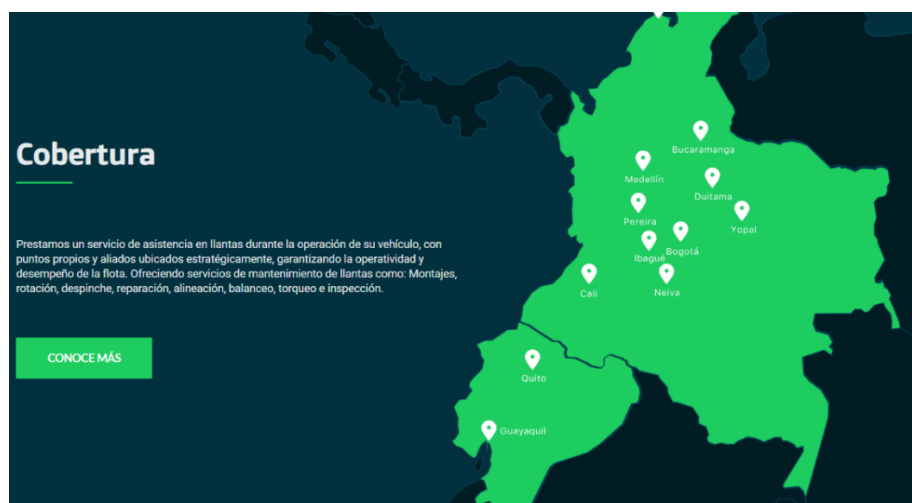 Cobertura
Prestamos un servicio de asistencia en llantas durante la operación de su vehículo, con
puntos propios y aliados ubicados estratégicamente, garantizando la operatividad y
desempeño de la flota. Ofreciendo servicios de mantenimiento de llantas como: Montajes,
rotación, despinche, reparación, alineación, balanceo, torqueo e inspección.
CONOCE MÁS
Bucaramanga
Medellín
Duitama
Pereira
Yopal
Bogotá
Ibagué
Cali
Neiva
Quito
Guayaquil